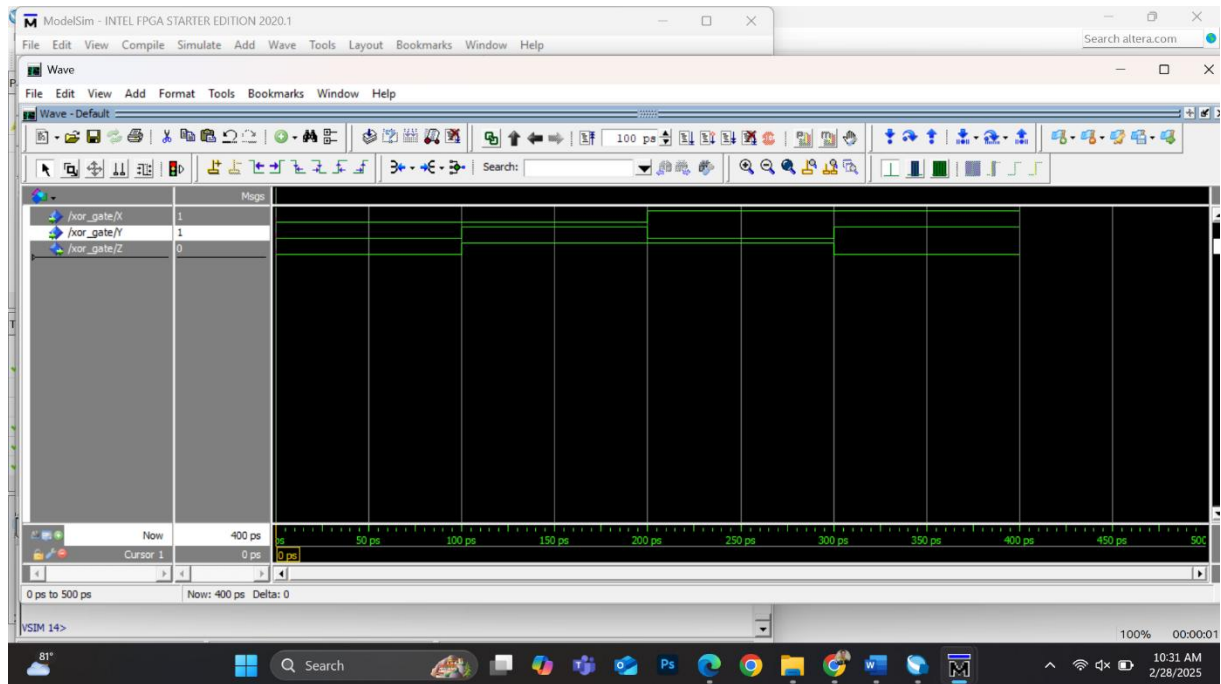 ModelSim - INTEL FPGA STARTER EDITION 2020.1
File Edit View Compile Simulate Add Wave Tools Layout Bookmarks Window Help
Search altera.com
Wave
File Edit View Add Format Tools Bookmarks Window Help
Wave - Default
100 ps
Search:
Msgs
/xor_gate/X 1
/xor_gate/Y 1
/xor_gate/Z 0
Now 400 ps
ps 50 ps 100 ps 150 ps 200 ps 250 ps 300 ps 350 ps 400 ps 450 ps 500
Cursor 1 0 ps 0 ps
0 ps to 500 ps Now: 400 ps Delta: 0
VSIM 14>
100% 00:00:01
81°
Search
Ps
10:31 AM
2/28/2025